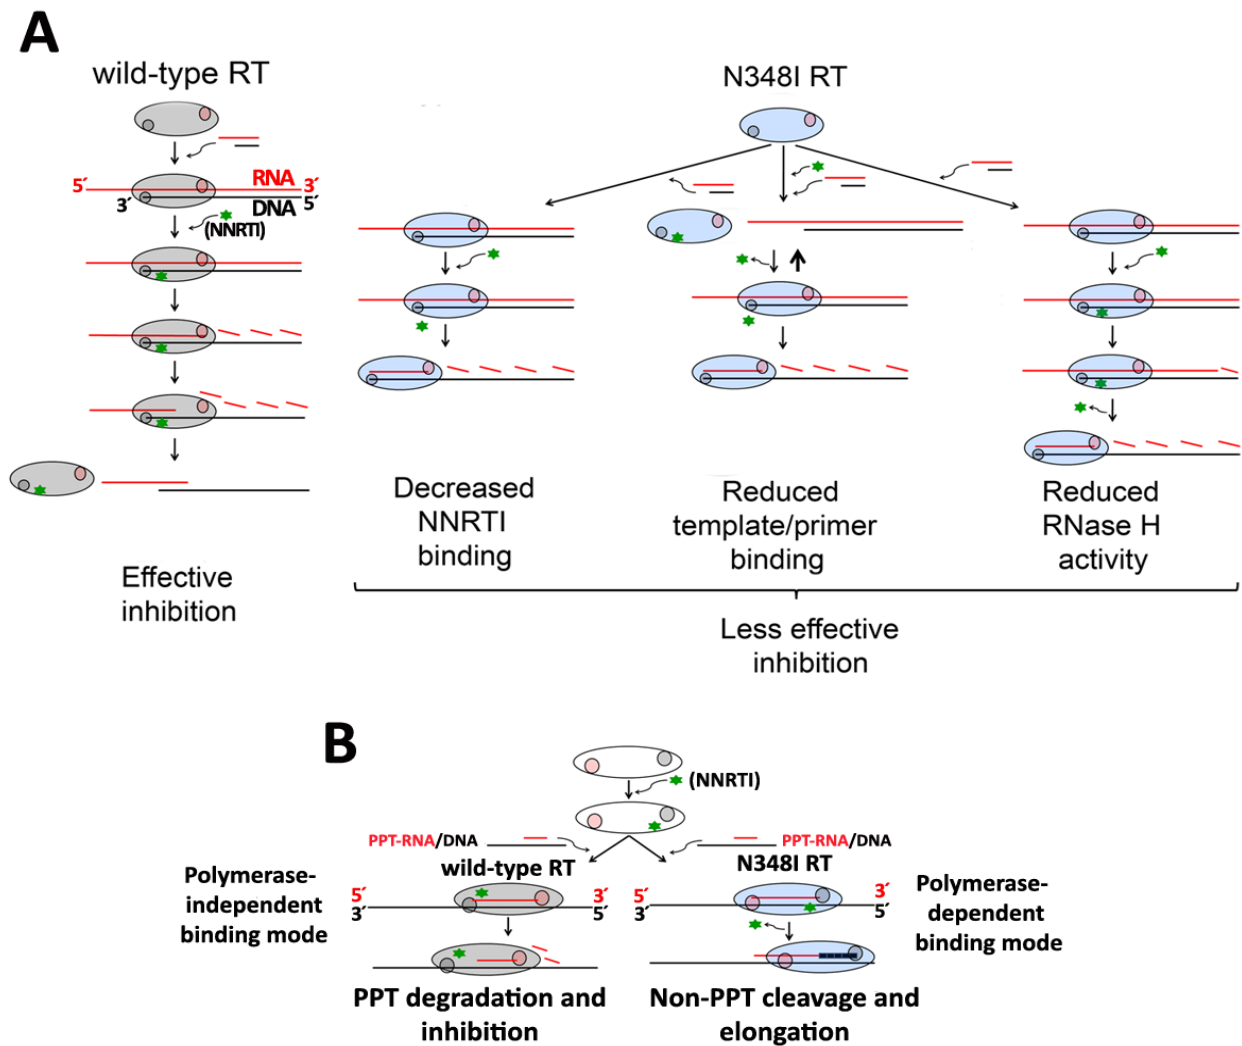 A
wild-type RT
N348I RT
5´
RNA
3´
3´
DNA
5´
(NNRTI)
Decreased
NNRTI
binding
Reduced
template/primer
binding
Reduced
RNase H
activity
Effective
inhibition
Less effective
inhibition
B
(NNRTI)
PPT-RNA/DNA
PPT-RNA/DNA
wild-type RT
N348I RT
Polymerase-
independent
binding mode
5´
3´
3´
5´
5´
3´
3´
5´
Polymerase-
dependent
binding mode
PPT degradation and
inhibition
Non-PPT cleavage and
elongation